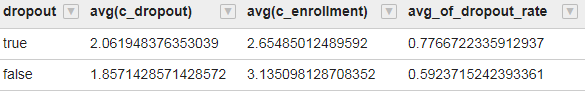 dropout avg(c_dropout) avg(c_enrollment) avg_of_dropout_rate
true 2.061948376353039 2.65485012489592 0.7766722335912937
false 1.8571428571428572 3.135098128708352 0.5923715242393361